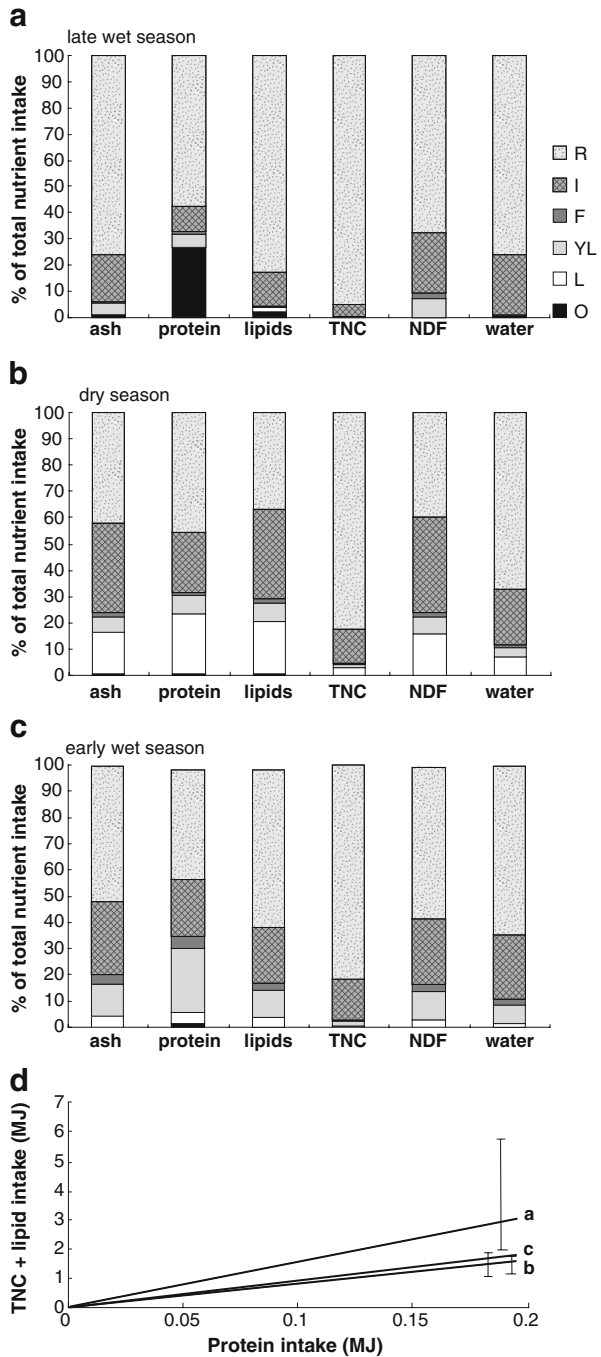 a
late wet season
% of total nutrient intake
100
90
80
70
60
50
40
30
20
10
0
ash protein lipids TNC NDF water
R
I
F
YL
L
O
b
dry season
% of total nutrient intake
100
90
80
70
60
50
40
30
20
10
0
ash protein lipids TNC NDF water
c
early wet season
% of total nutrient intake
100
90
80
70
60
50
40
30
20
10
0
ash protein lipids TNC NDF water
d
TNC + lipid intake (MJ)
7
6
5
4
3
2
1
0
a
c
b
0 0.05 0.1 0.15 0.2
Protein intake (MJ)